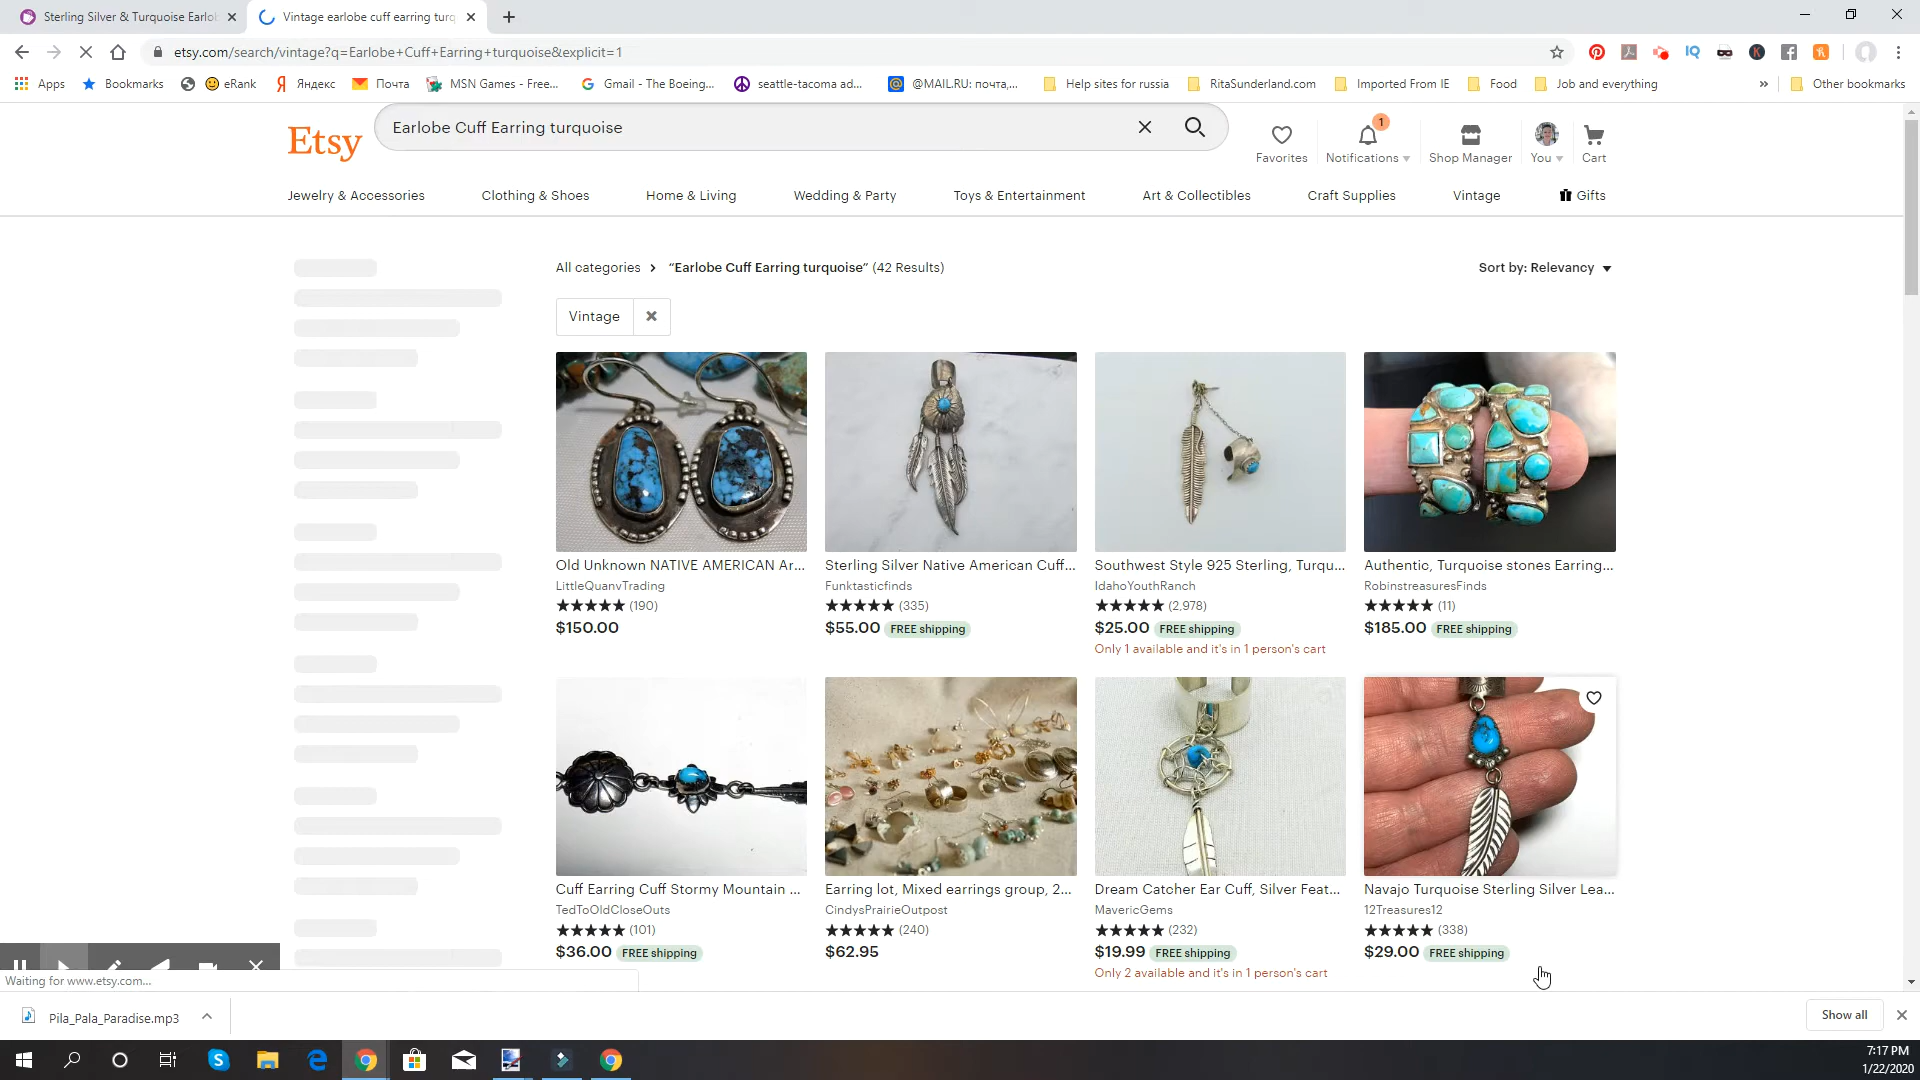 Sterling Silver & Turquoise Earlob
Vintage earlobe cuff earring turq
etsy.com/search/vintage?q=Earlobe+Cuff+Earring+turquoise&explicit=1
Apps Bookmarks eRank Яндекс Почта MSN Games - Free... Gmail - The Boeing... seattle-tacoma ad... @MAIL.RU: почта,... Help sites for russia RitaSunderland.com Imported From IE Food Job and everything » Other bookmarks
Etsy
Earlobe Cuff Earring turquoise
1
Favorites Notifications Shop Manager You Cart
Jewelry & Accessories Clothing & Shoes Home & Living Wedding & Party Toys & Entertainment Art & Collectibles Craft Supplies Vintage Gifts
All categories > "Earlobe Cuff Earring turquoise" (42 Results) Sort by: Relevancy
Vintage
Old Unknown NATIVE AMERICAN Ar... Sterling Silver Native American Cuff... Southwest Style 925 Sterling, Turqu... Authentic, Turquoise stones Earring...
LittleQuanvTrading Funktasticfinds IdahoYouthRanch RobinstreasuresFinds
★★★★★ (190) ★★★★★ (335) ★★★★★ (2,978) ★★★★★ (11)
$150.00 $55.00 FREE shipping $25.00 FREE shipping $185.00 FREE shipping
Only 1 available and it's in 1 person's cart
Cuff Earring Cuff Stormy Mountain ... Earring lot, Mixed earrings group, 2... Dream Catcher Ear Cuff, Silver Feat... Navajo Turquoise Sterling Silver Lea...
TedToOldCloseOuts CindysPrairieOutpost MavericGems 12Treasures12
★★★★★ (101) ★★★★★ (240) ★★★★★ (232) ★★★★★ (338)
$36.00 FREE shipping $62.95 $19.99 FREE shipping $29.00 FREE shipping
Only 2 available and it's in 1 person's cart
Waiting for www.etsy.com...
Pila_Pala_Paradise.mp3 Show all
7:17 PM
1/22/2020